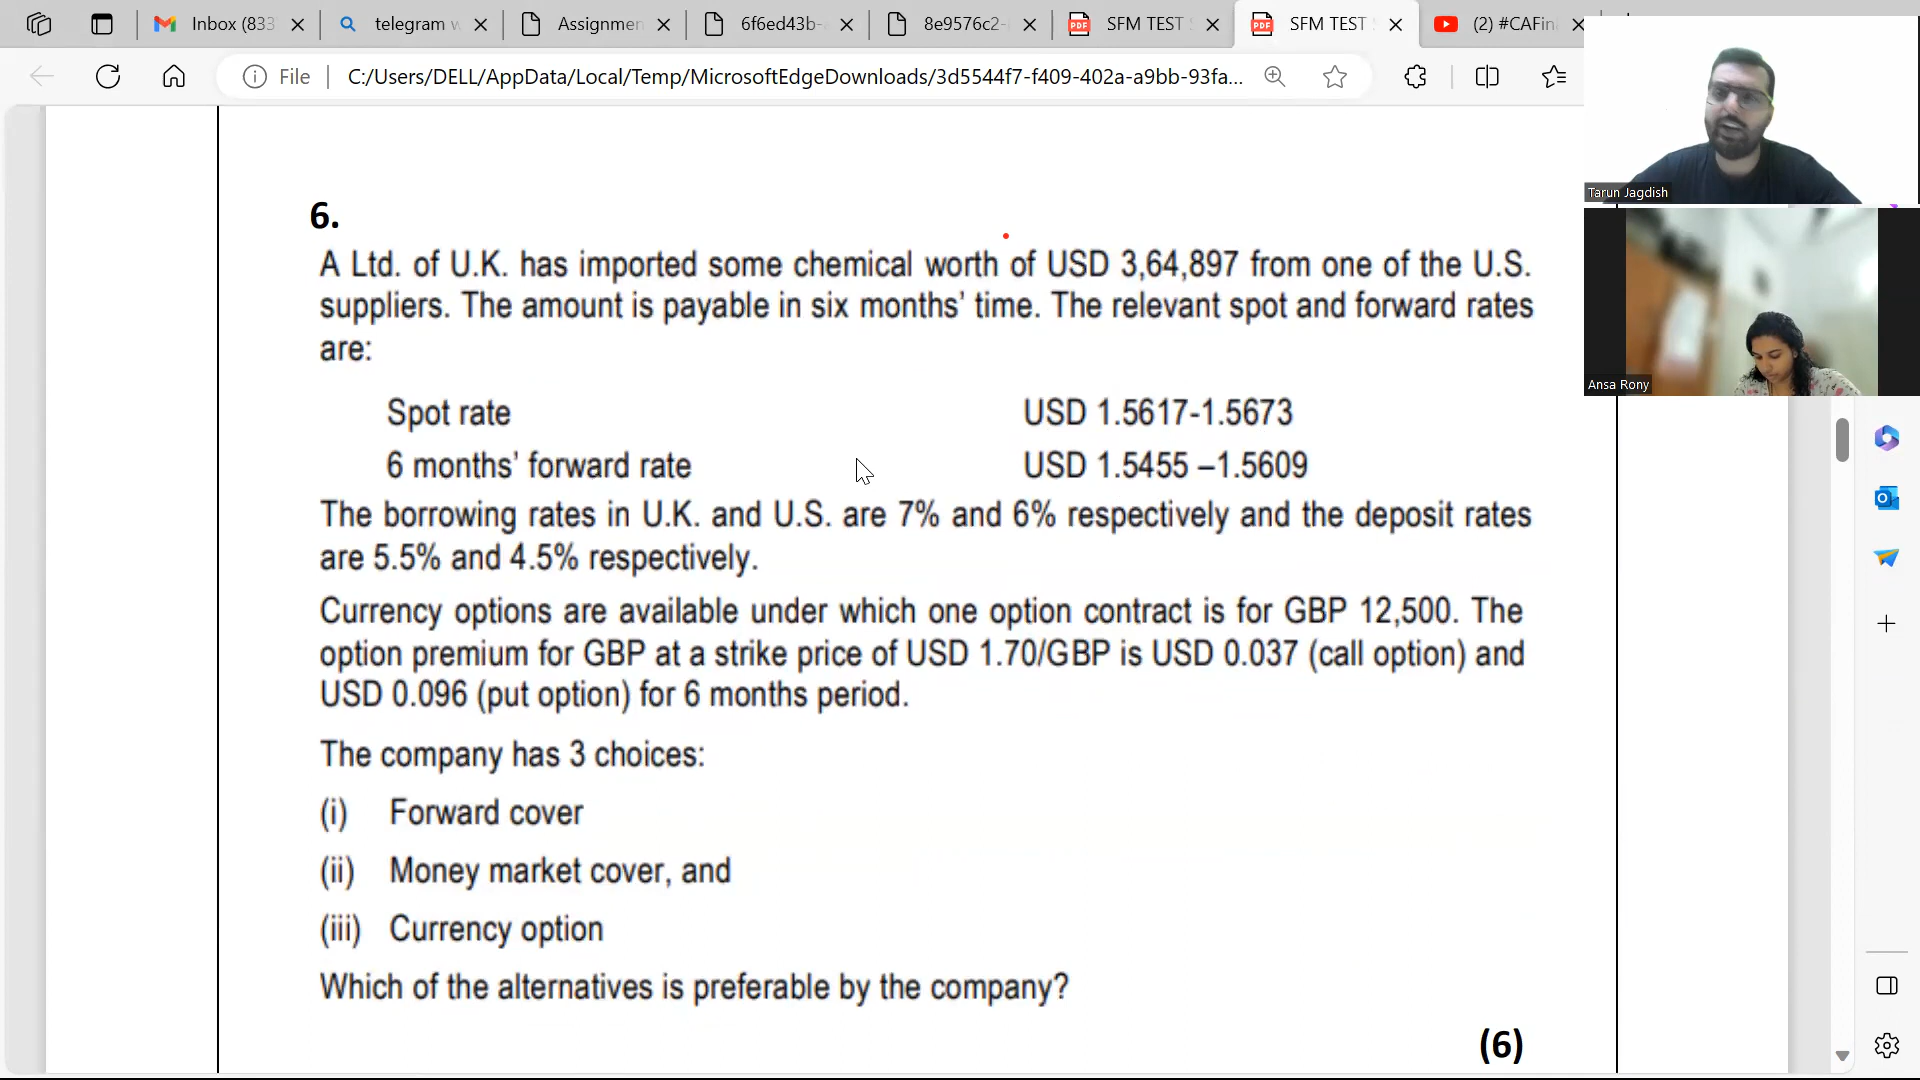 Inbox (833
telegram w
Assignmen
6f6ed43b-
8e9576c2-
SFM TEST
SFM TEST
(2) #CAFin
File
C:/Users/DELL/AppData/Local/Temp/MicrosoftEdgeDownloads/3d5544f7-f409-402a-a9bb-93fa...
Tarun Jagdish
Ansa Rony
6.
A Ltd. of U.K. has imported some chemical worth of USD 3,64,897 from one of the U.S.
suppliers. The amount is payable in six months' time. The relevant spot and forward rates
are:
Spot rate USD 1.5617-1.5673
6 months' forward rate USD 1.5455 –1.5609
The borrowing rates in U.K. and U.S. are 7% and 6% respectively and the deposit rates
are 5.5% and 4.5% respectively.
Currency options are available under which one option contract is for GBP 12,500. The
option premium for GBP at a strike price of USD 1.70/GBP is USD 0.037 (call option) and
USD 0.096 (put option) for 6 months period.
The company has 3 choices:
(i) Forward cover
(ii) Money market cover, and
(iii) Currency option
Which of the alternatives is preferable by the company?
(6)